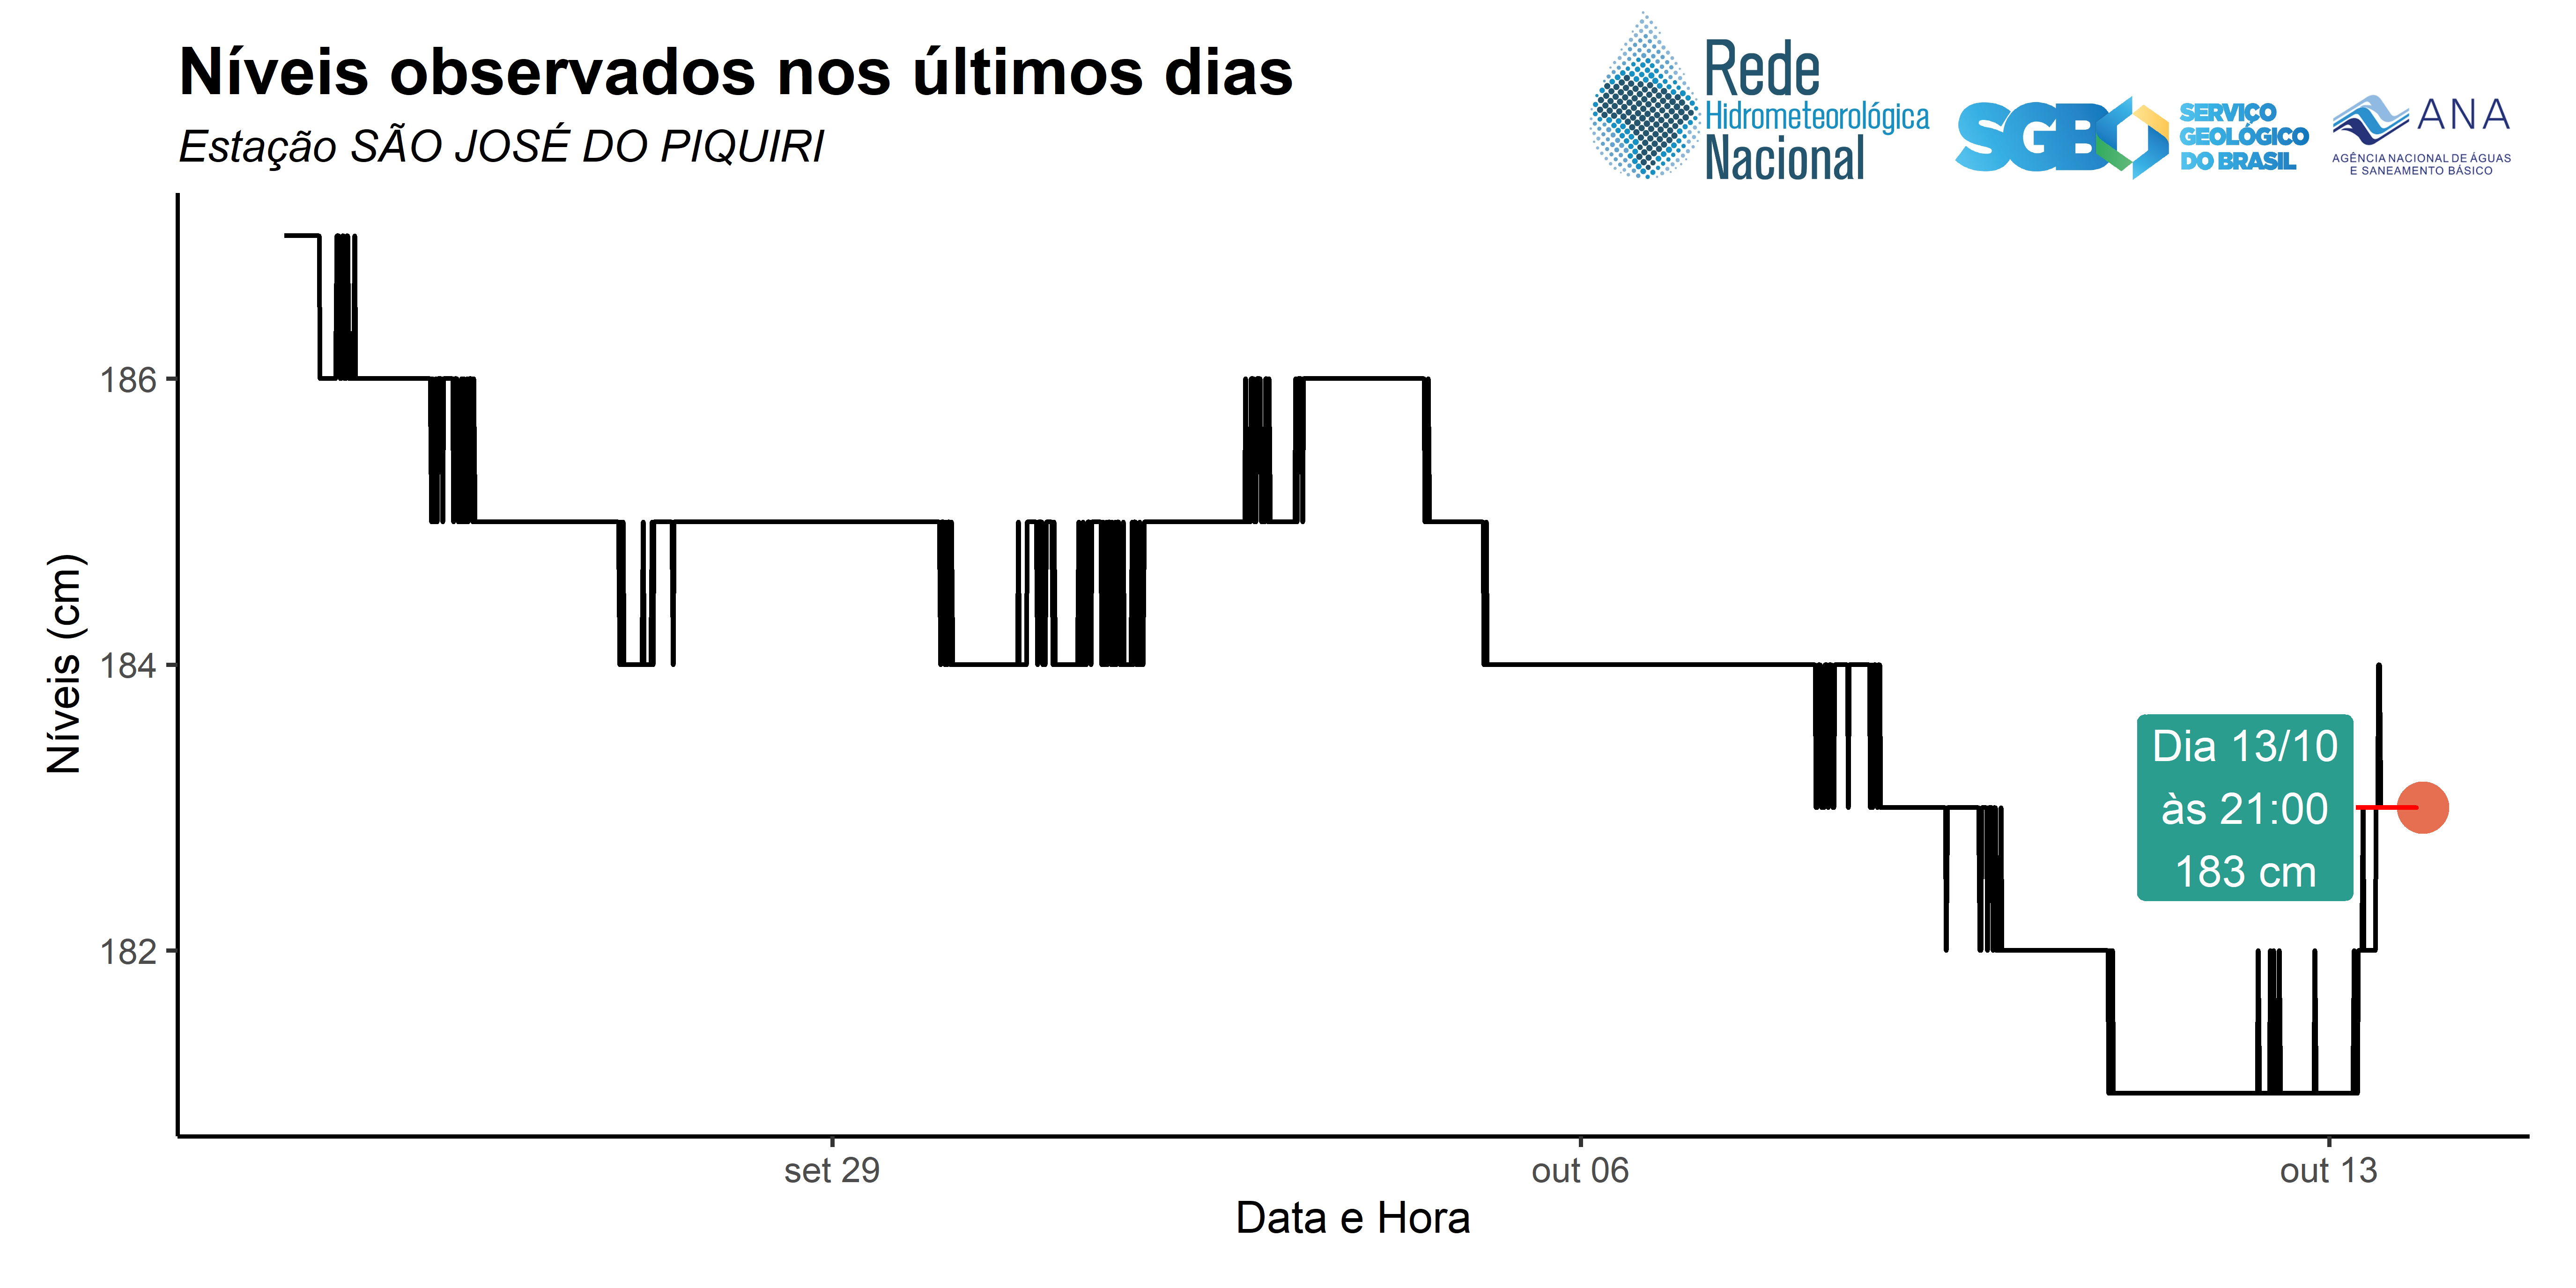 Níveis observados nos últimos dias
Estação SÃO JOSÉ DO PIQUIRI
Rede
Hidrometeorológica
Nacional
SGB
SERVIÇO
GEOLÓGICO
DO BRASIL
ANA
AGÊNCIA NACIONAL DE ÁGUAS
E SANEAMENTO BÁSICO
Níveis (cm)
186
184
182
Dia 13/10
às 21:00
183 cm
set 29
out 06
out 13
Data e Hora